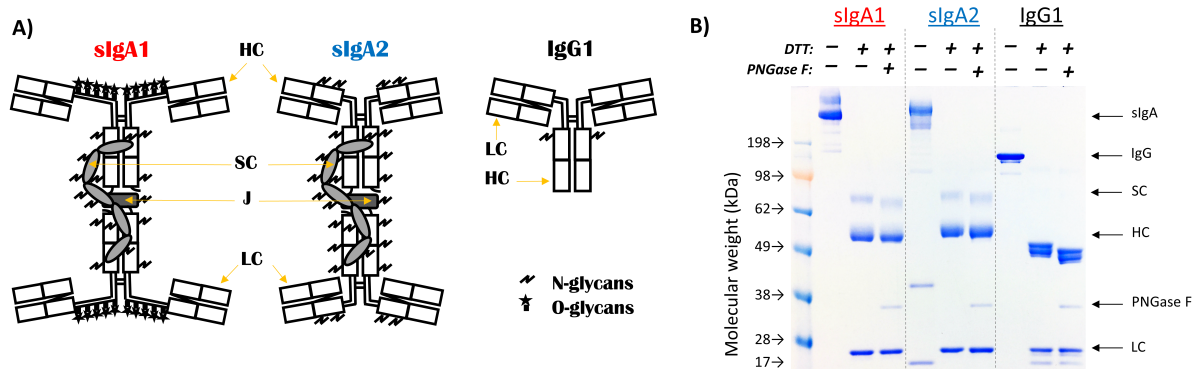 A)
sIgA1
sIgA2
IgG1
HC
SC
J
LC
LC
HC
N-glycans
O-glycans
B)
sIgA1
sIgA2
IgG1
DTT: − + + − + + − + +
PNGase F: − − + − − + − − +
Molecular weight (kDa)
198→
98→
62→
49→
38→
28→
17→
sIgA
IgG
SC
HC
PNGase F
LC